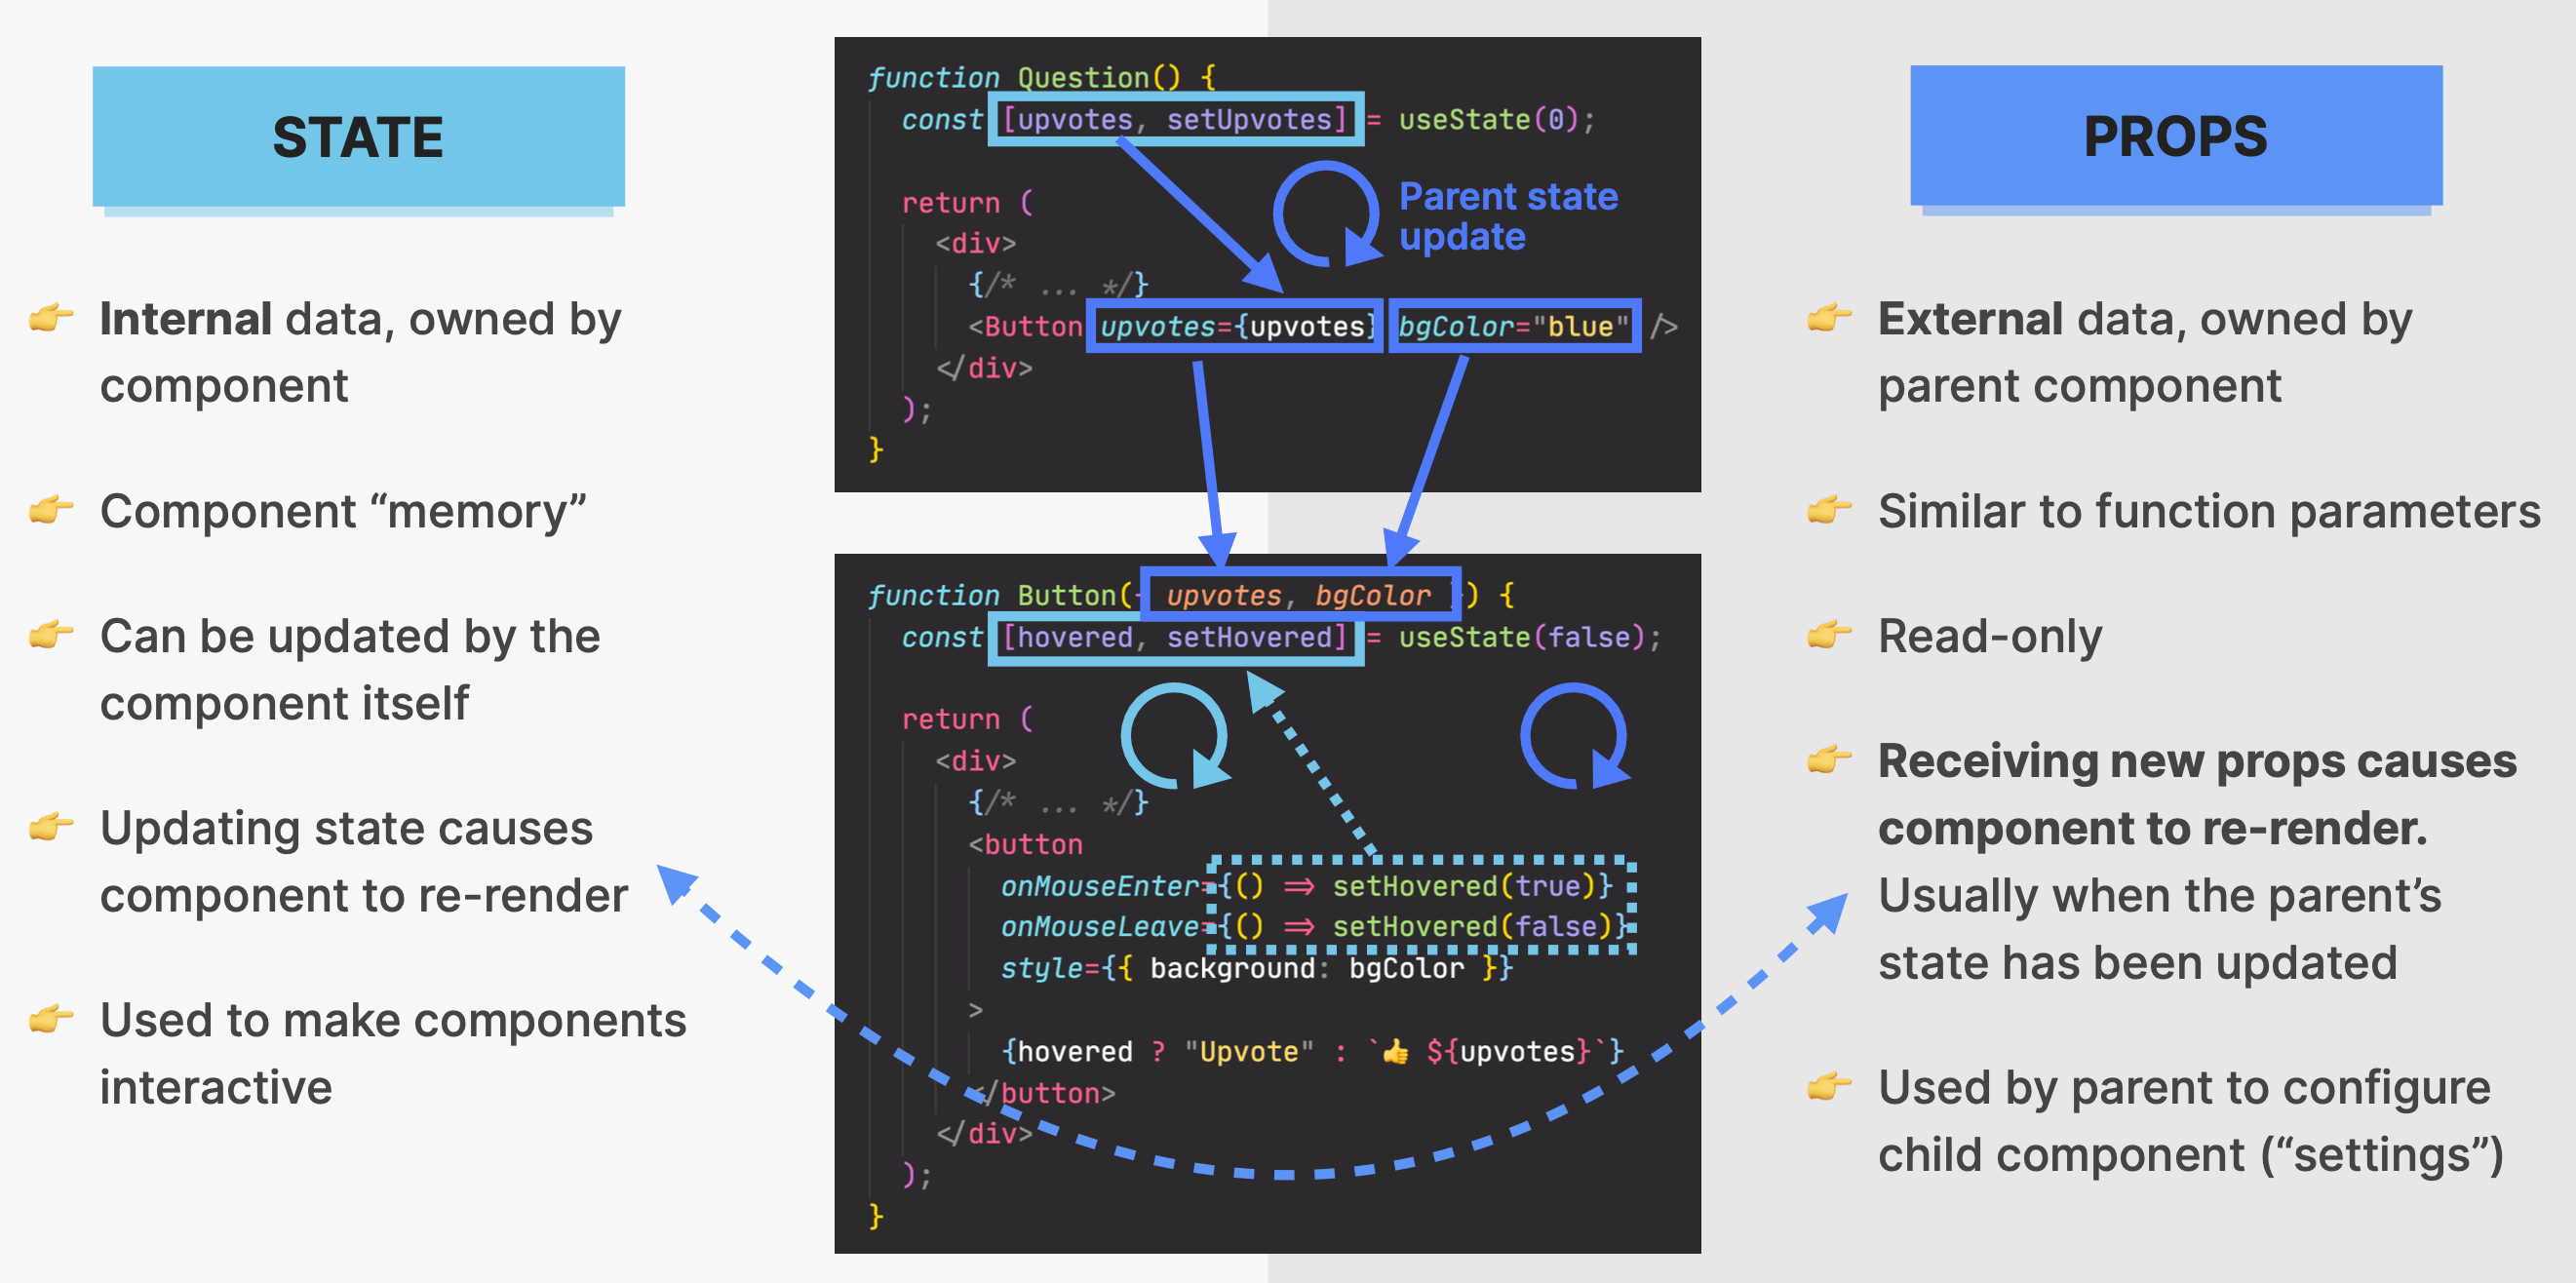 STATE
👉 Internal data, owned by
component
👉 Component “memory”
👉 Can be updated by the
component itself
👉 Updating state causes
component to re-render
👉 Used to make components
interactive
function Question() {
const [upvotes, setUpvotes] = useState(0);
return (
<div>
{/* ... */}
<Button upvotes={upvotes} bgColor="blue" />
</div>
);
}
Parent state
update
function Button({ upvotes, bgColor }) {
const [hovered, setHovered] = useState(false);
return (
<div>
{/* ... */}
<button
onMouseEnter={() => setHovered(true)}
onMouseLeave={() => setHovered(false)}
style={{ background: bgColor }}
>
{hovered ? "Upvote" : `👍 ${upvotes}`}
</button>
</div>
);
}
PROPS
👉 External data, owned by
parent component
👉 Similar to function parameters
👉 Read-only
👉 Receiving new props causes
component to re-render.
Usually when the parent’s
state has been updated
👉 Used by parent to configure
child component (“settings”)